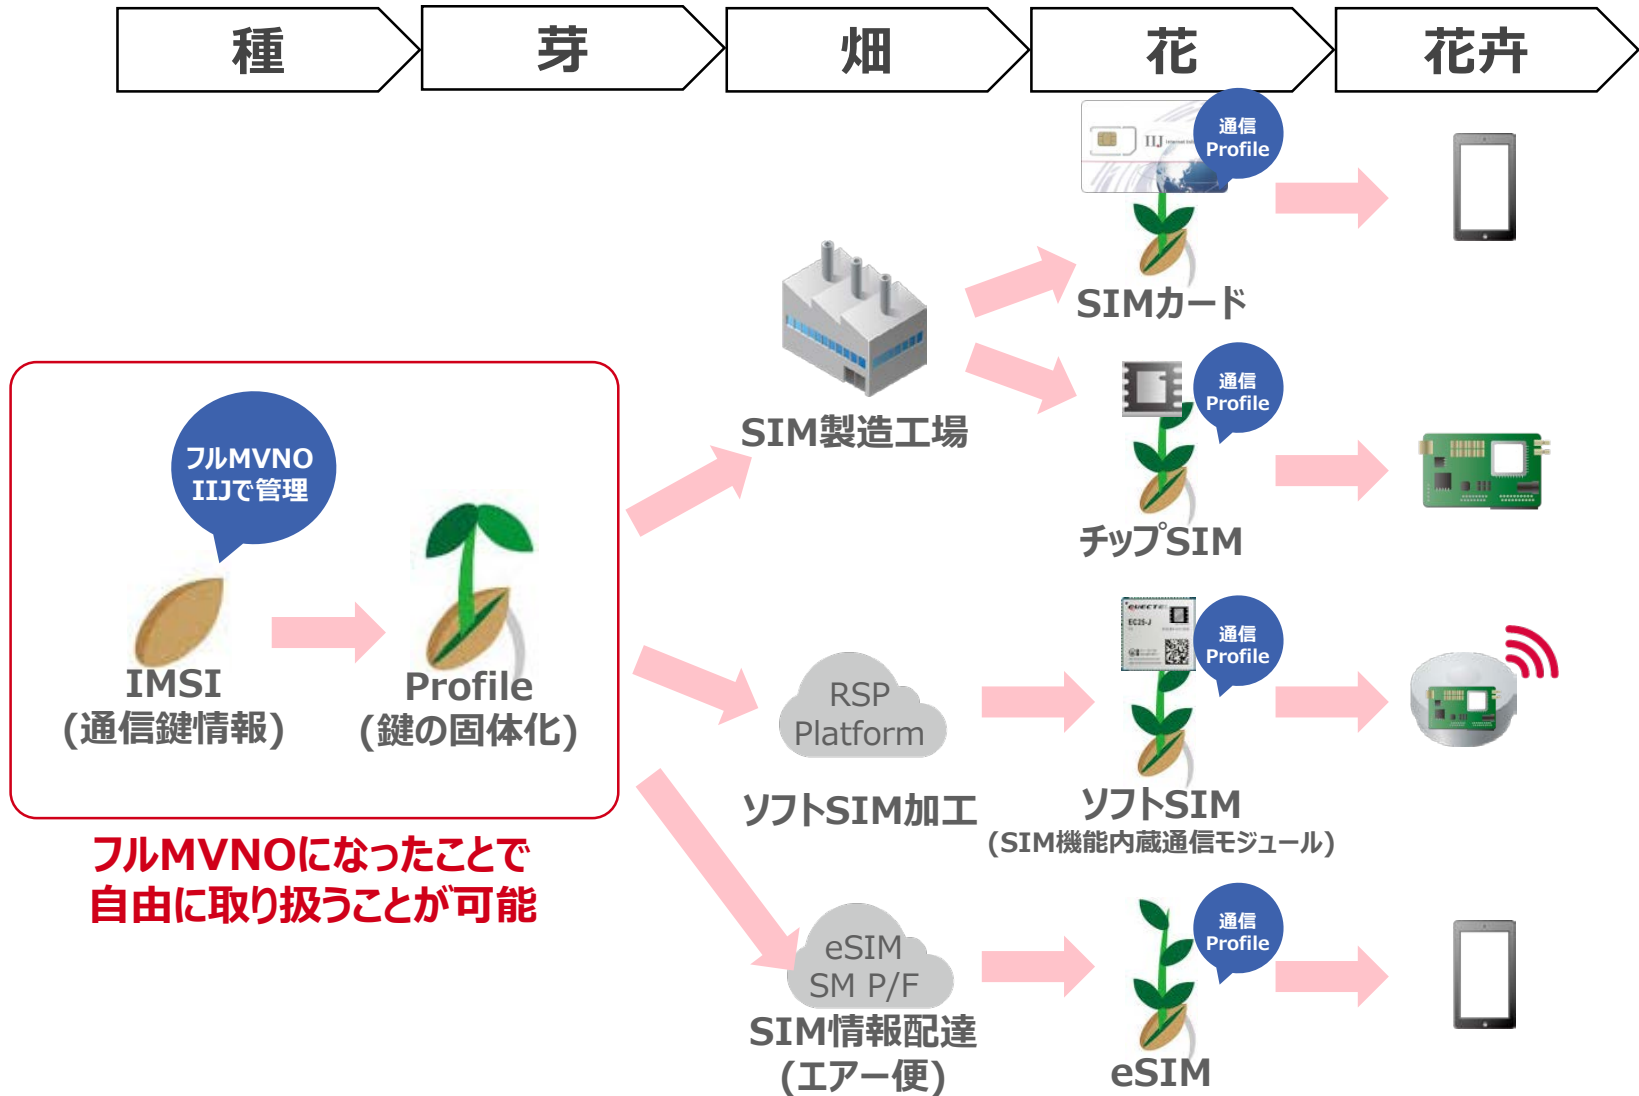 種
芽
畑
花
花卉
通信
Profile
IIJ
SIMカード
SIM製造工場
通信
Profile
チップSIM
フルMVNO
IIJで管理
IMSI
(通信鍵情報)
Profile
(鍵の固体化)
フルMVNOになったことで
自由に取り扱うことが可能
RSP
Platform
ソフトSIM加工
QUECTEL
EC25-J
通信
Profile
ソフトSIM
(SIM機能内蔵通信モジュール)
eSIM
SM P/F
SIM情報配達
(エアー便)
通信
Profile
eSIM